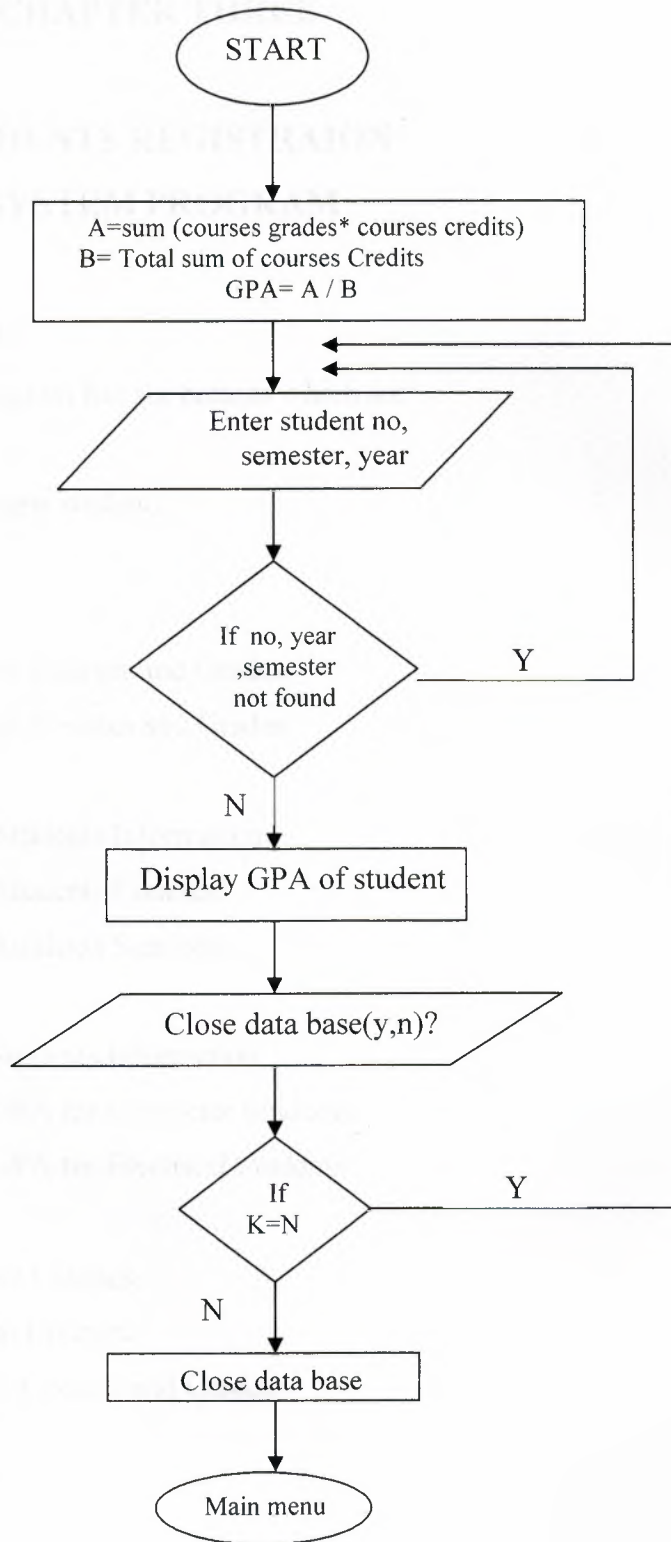 START
A=sum (courses grades* courses credits)
B= Total sum of courses Credits
GPA= A / B
Enter student no,
semester, year
If no, year
,semester
not found
Y
N
Display GPA of student
Close data base(y,n)?
If
K=N
Y
N
Close data base
Main menu